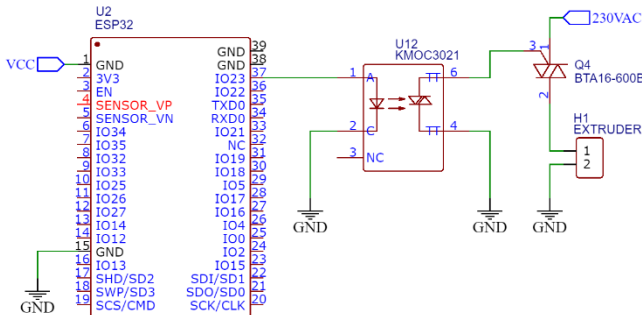 U2
ESP32
VCC
1 GND
2 3V3
3 EN
4 SENSOR_VP
5 SENSOR_VN
6 IO34
7 IO35
8 IO32
9 IO33
10 IO25
11 IO26
12 IO27
13 IO14
14 IO12
15 GND
16 IO13
17 SHD/SD2
18 SWP/SD3
19 SCS/CMD
GND 39
GND 38
IO23 37
IO22 36
TXD0 35
RXD0 34
IO21 33
NC 32
IO19 31
IO18 30
IO5 29
IO17 28
IO16 27
IO4 26
IO0 25
IO2 24
IO15 23
SDI/SD1 22
SDO/SD0 21
SCK/CLK 20
GND
U12
KMOC3021
1 A
2 C
3 NC
TT 6
TT 4
GND
GND
230VAC
3
1
2
Q4
BTA16-600B
H1
EXTRUDER
1
2
GND